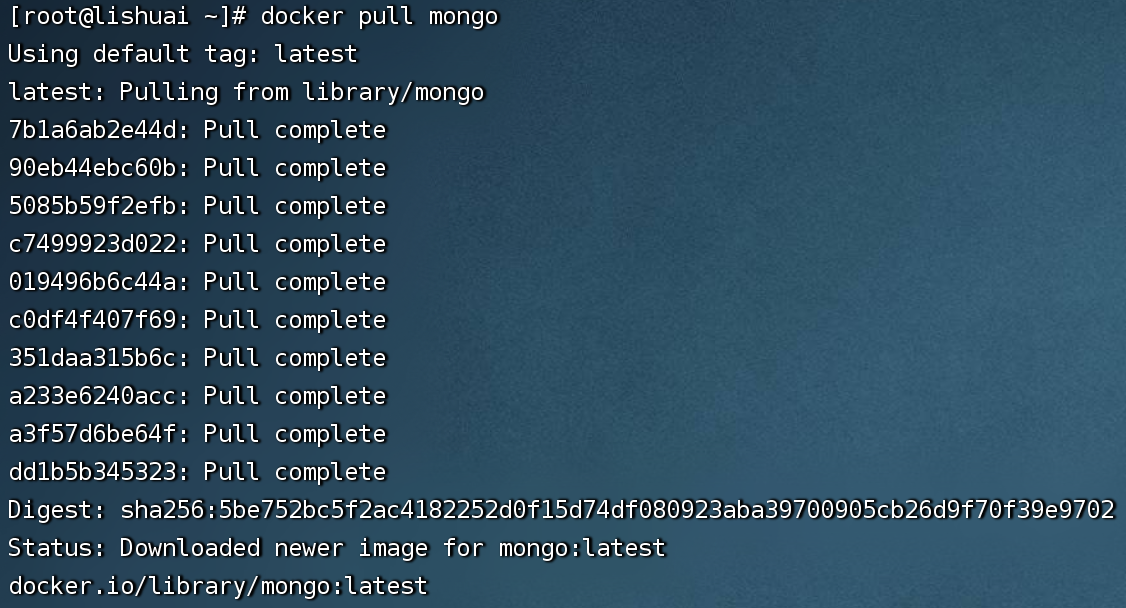 [root@lishuai ~]# docker pull mongo
Using default tag: latest
latest: Pulling from library/mongo
7b1a6ab2e44d: Pull complete
90eb44ebc60b: Pull complete
5085b59f2efb: Pull complete
c7499923d022: Pull complete
019496b6c44a: Pull complete
c0df4f407f69: Pull complete
351daa315b6c: Pull complete
a233e6240acc: Pull complete
a3f57d6be64f: Pull complete
dd1b5b345323: Pull complete
Digest: sha256:5be752bc5f2ac4182252d0f15d74df080923aba39700905cb26d9f70f39e9702
Status: Downloaded newer image for mongo:latest
docker.io/library/mongo:latest